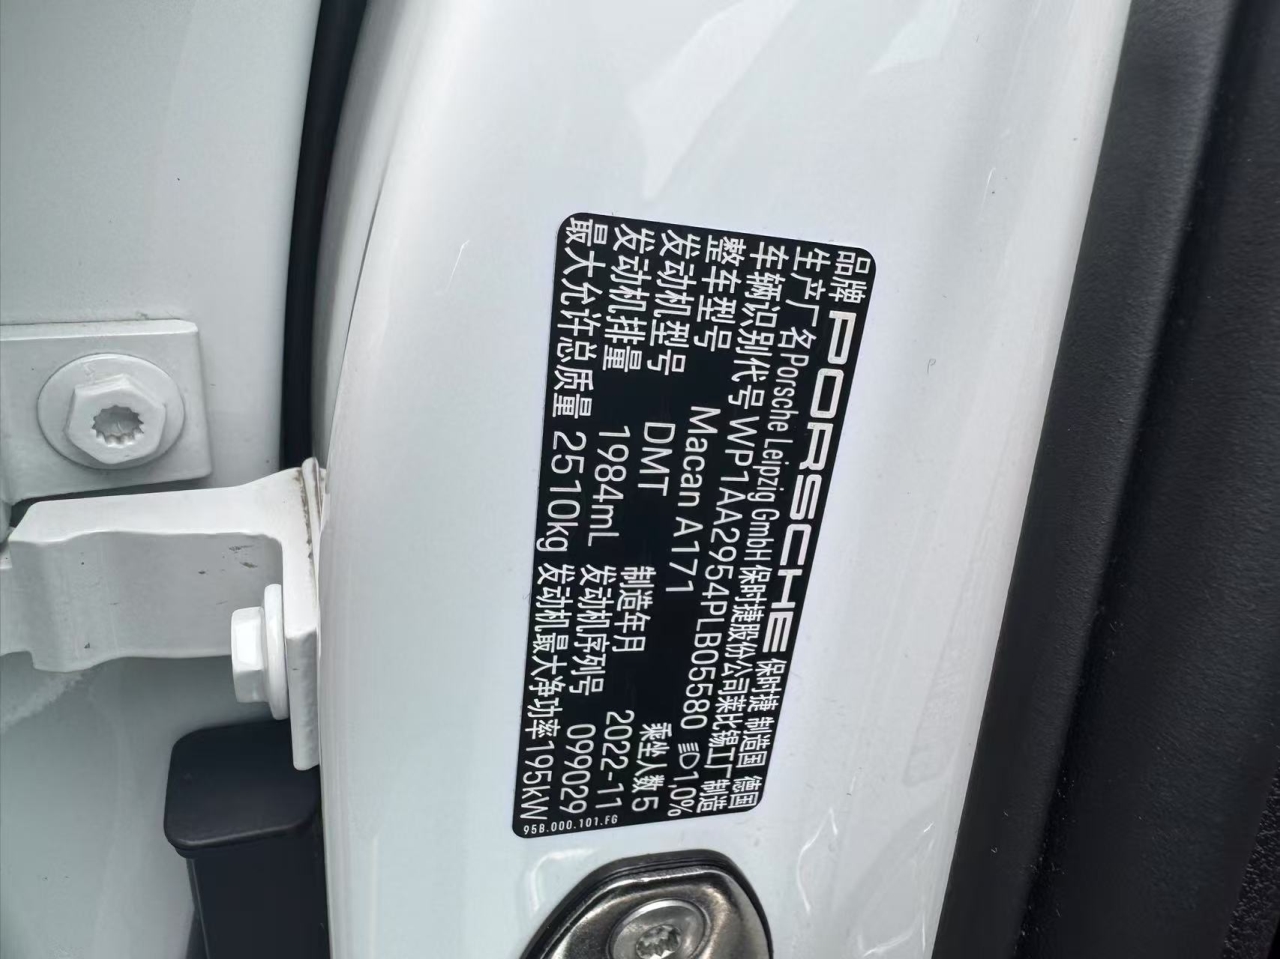 品牌 PORSCHE 保时捷 制造国 德国
生产厂名 Porsche Leipzig GmbH 保时捷股份公司莱比锡工厂 制造
车辆识别代号 WP1AA2954PLB05580 1,0%
整车型号 Macan A171 乘坐人数 5
发动机型号 DMT 制造年月 2022-11
发动机排量 1984mL 发动机序列号 099029
最大允许总质量 2510kg 发动机最大净功率 195kW
95B.000.101.FG